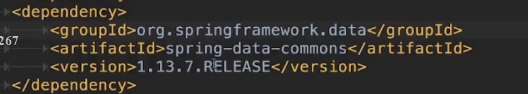 <dependency>
<groupId>org.springframework.data</groupId>
267
<artifactId>spring-data-commons</artifactId>
<version>1.13.7.RELEASE</version>
</dependency>